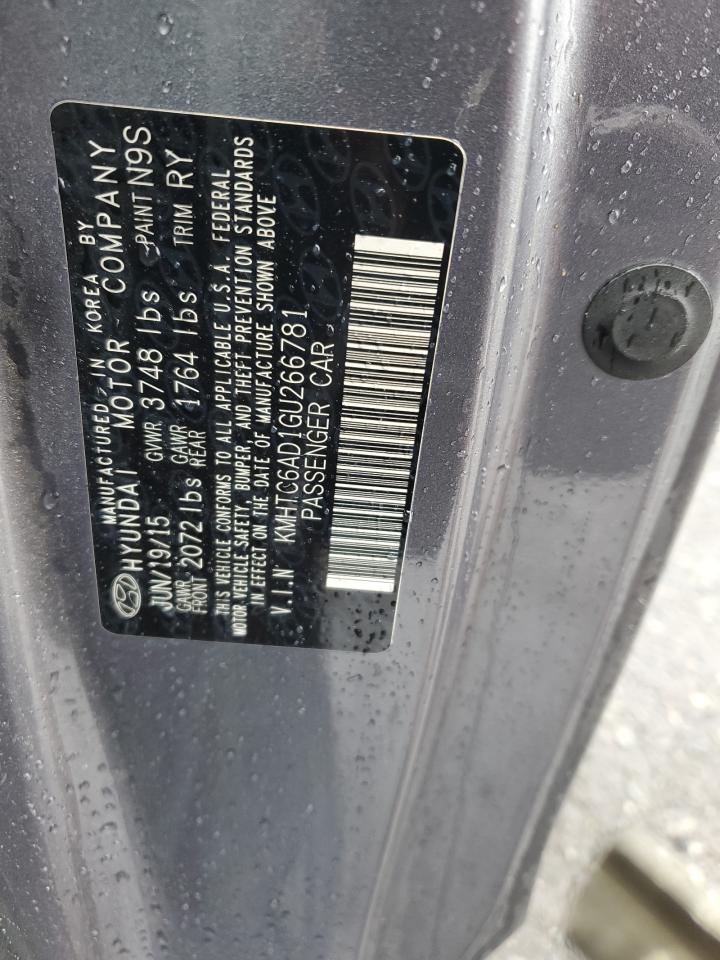 MANUFACTURED IN KOREA BY
HYUNDAI MOTOR COMPANY
JUN/19/15 GVWR 3748 lbs PAINT N9S
GAWR FRONT 2072 lbs GAWR REAR 1764 lbs TRIM RY
THIS VEHICLE CONFORMS TO ALL APPLICABLE U.S.A. FEDERAL
MOTOR VEHICLE SAFETY, BUMPER, AND THEFT PREVENTION STANDARDS
IN EFFECT ON THE DATE OF MANUFACTURE SHOWN ABOVE
V.I.N KMHTC6AD1GU266781
PASSENGER CAR